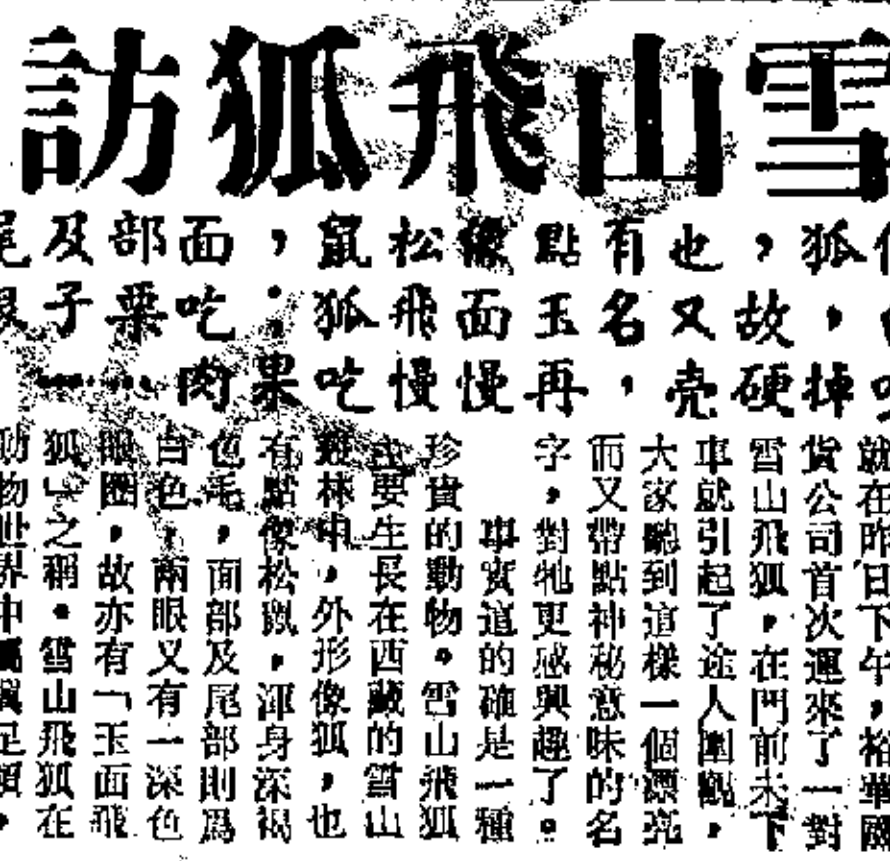 雪山飛狐訪
狐，掉
，故硬
也又壳
有名，
點玉再
像面慢
松飛慢
鼠狐吃
，；果
面吃肉
部栗…
及子一
尾
就在昨日下午，裕華國
貨公司首次運來了一對
雪山飛狐，在門前未下
車就引起了途人圍觀，
大家聽到這樣一個漂亮
而又帶點神秘意味的名
字，對牠更感興趣了。
事實這的確是一種
珍貴的動物。雪山飛狐
主要生長在西藏的雪山
叢林中，外形像狐，也
有點像松鼠，渾身深褐
色毛，面部及尾部則爲
白色，兩眼又有一深色
眼圈，故亦有「玉面飛
狐」之稱。雪山飛狐在
動物世界中屬